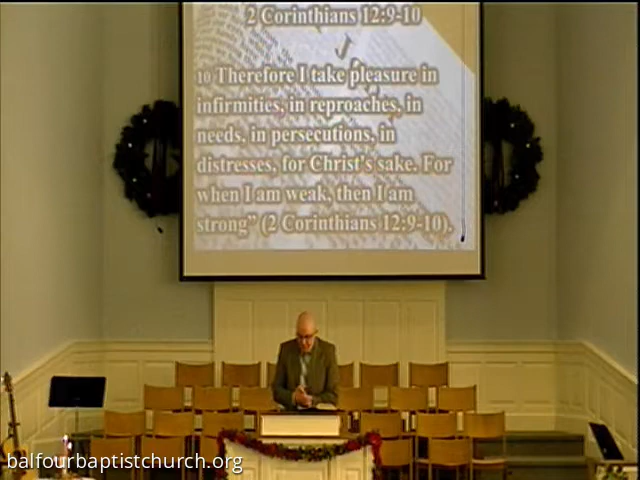 2 Corinthians 12:9-10
10 Therefore I take pleasure in
infirmities, in reproaches, in
needs, in persecutions, in
distresses, for Christ's sake. For
when I am weak, then I am
strong” (2 Corinthians 12:9-10).
balfourbaptistchurch.org